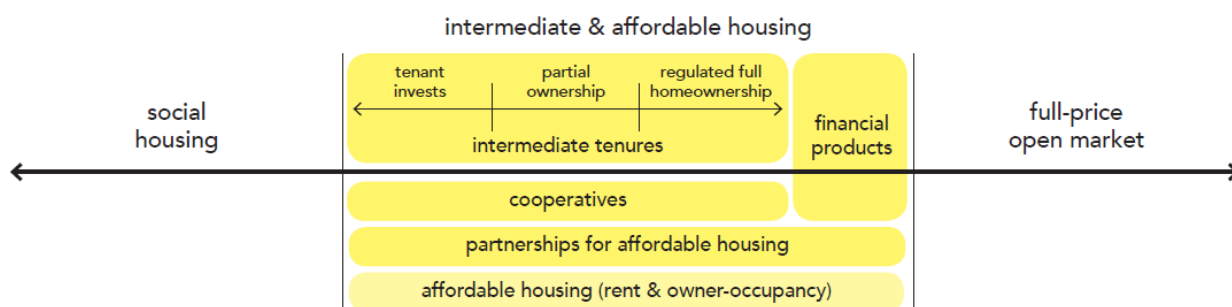 intermediate & affordable housing
tenant
invests
partial
ownership
regulated full
homeownership
social
housing
intermediate tenures
financial
products
full-price
open market
cooperatives
partnerships for affordable housing
affordable housing (rent & owner-occupancy)